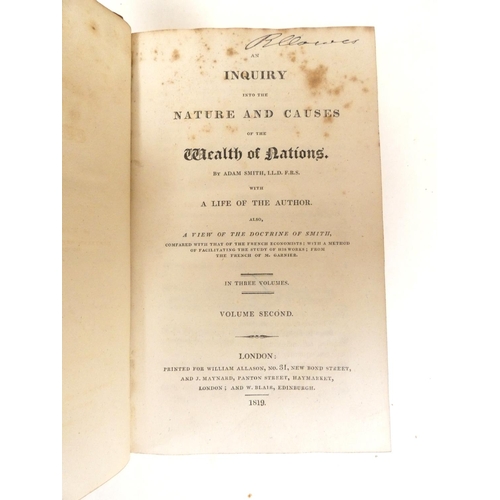 AN
INQUIRY
INTO THE
NATURE AND CAUSES
OF THE
Wealth of Nations.
BY ADAM SMITH, LL.D. F.R.S.
WITH
A LIFE OF THE AUTHOR.
ALSO,
A VIEW OF THE DOCTRINE OF SMITH,
COMPARED WITH THAT OF THE FRENCH ECONOMISTS; WITH A METHOD
OF FACILITATING THE STUDY OF HIS WORKS; FROM
THE FRENCH OF M. GARNIER.
IN THREE VOLUMES.
VOLUME SECOND.
LONDON:
PRINTED FOR WILLIAM ALLASON, NO. 31, NEW BOND STREET,
AND J. MAYNARD, PANTON STREET, HAYMARKET,
LONDON; AND W. BLAIR, EDINBURGH.
1819.